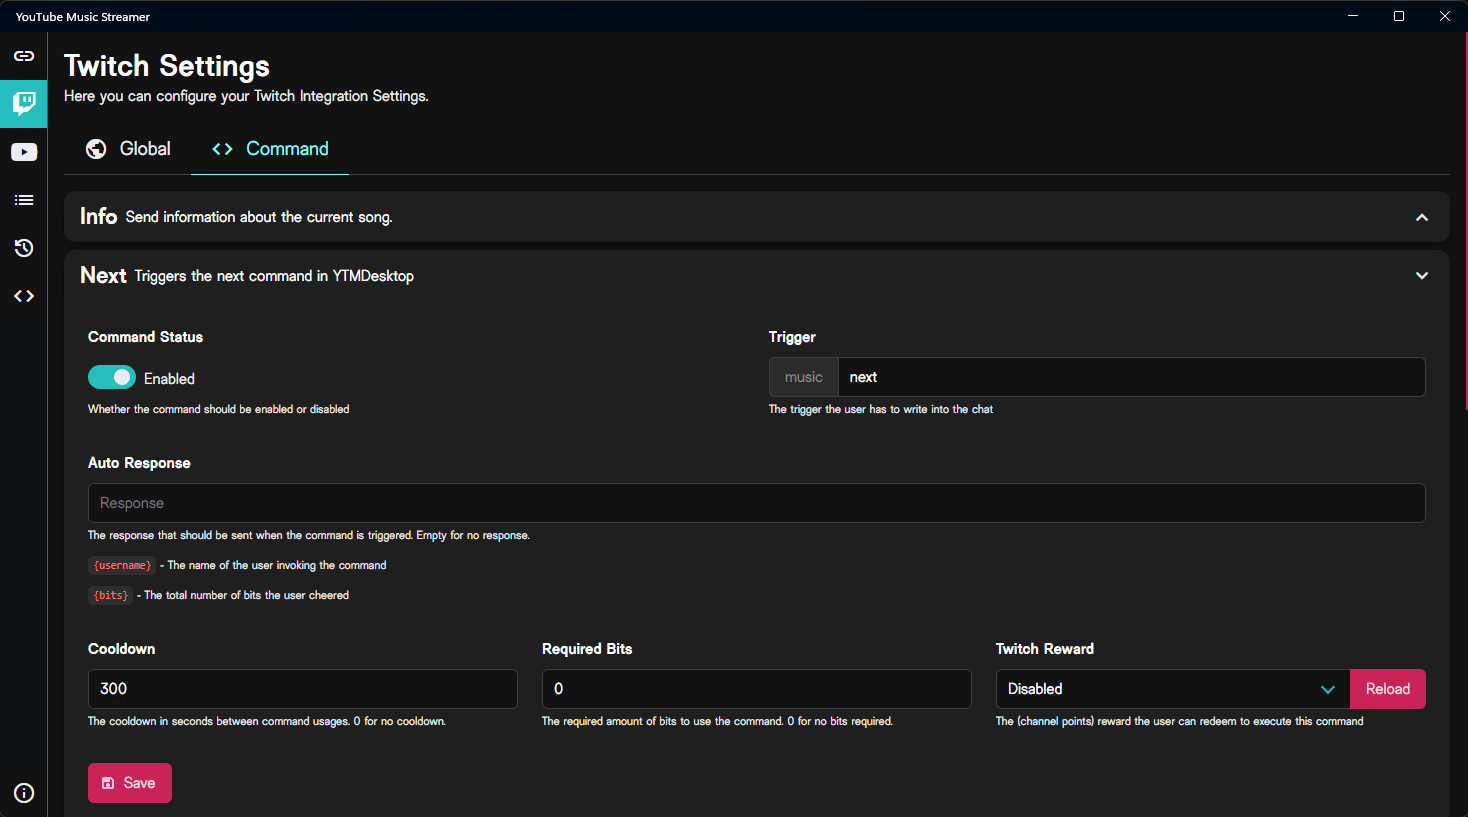 YouTube Music Streamer
Twitch Settings
Here you can configure your Twitch Integration Settings.
Global
Command
Info Send information about the current song.
Next Triggers the next command in YTMDesktop
Command Status
Enabled
Whether the command should be enabled or disabled
Trigger
music next
The trigger the user has to write into the chat
Auto Response
Response
The response that should be sent when the command is triggered. Empty for no response.
{username} - The name of the user invoking the command
{bits} - The total number of bits the user cheered
Cooldown
300
The cooldown in seconds between command usages. 0 for no cooldown.
Required Bits
0
The required amount of bits to use the command. 0 for no bits required.
Twitch Reward
Disabled
Reload
The (channel points) reward the user can redeem to execute this command
Save